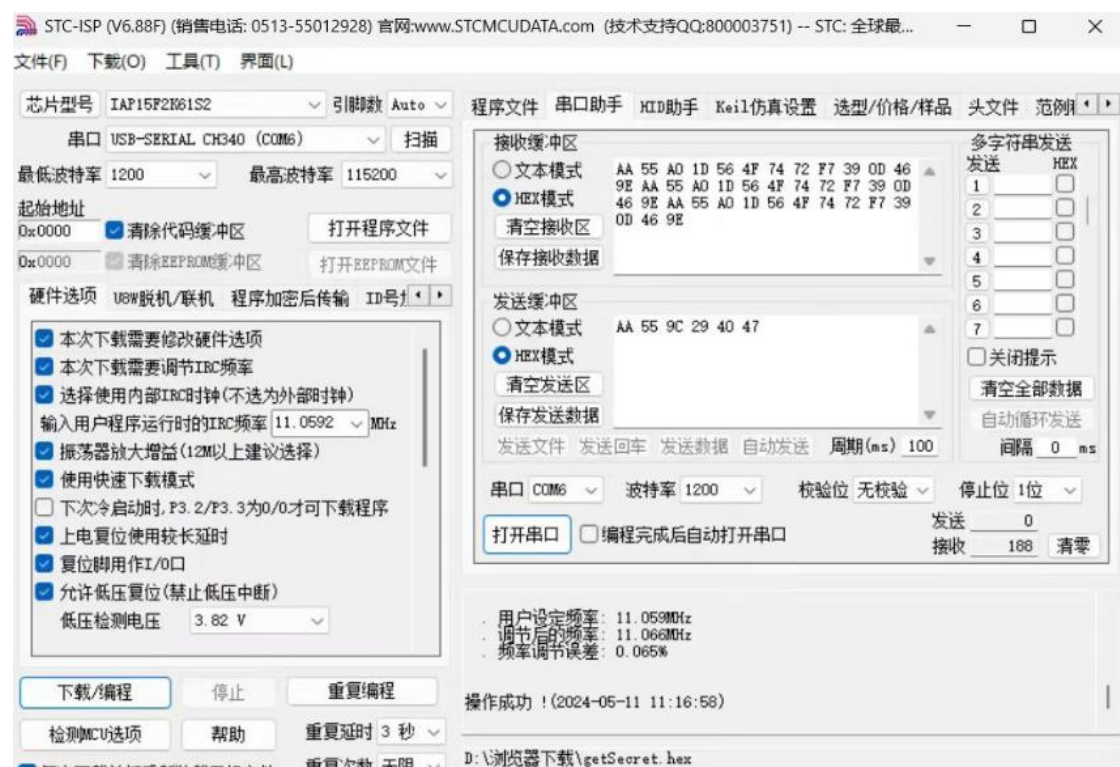 STC-ISP (V6.88F) (销售电话: 0513-55012928) 官网:www.STCMCUDATA.com (技术支持QQ:800003751) -- STC: 全球最...
文件(F) 下载(O) 工具(T) 界面(L)
芯片型号 IAP15F2K61S2 引脚数 Auto
串口 USB-SERIAL CH340 (COM6) 扫描
最低波特率 1200 最高波特率 115200
起始地址
0x0000 清除代码缓冲区 打开程序文件
0x0000 清除EEPROM缓冲区 打开EEPROM文件
硬件选项 U8W脱机/联机 程序加密后传输 ID号
本次下载需要修改硬件选项
本次下载需要调节IRC频率
选择使用内部IRC时钟(不选为外部时钟)
输入用户程序运行时的IRC频率 11.0592 MHz
振荡器放大增益(12M以上建议选择)
使用快速下载模式
下次冷启动时,P3.2/P3.3为0/0才可下载程序
上电复位使用较长延时
复位脚用作I/O口
允许低压复位(禁止低压中断)
低压检测电压 3.82 V
下载/编程 停止 重复编程
检测MCU选项 帮助 重复延时 3 秒
重复次数 无限
程序文件 串口助手 HID助手 Keil仿真设置 选型/价格/样品 头文件 范例
接收缓冲区
文本模式
HEX模式
清空接收区
保存接收数据
AA 55 A0 1D 56 4F 74 72 F7 39 0D 46
9E AA 55 A0 1D 56 4F 74 72 F7 39 0D
46 9E AA 55 A0 1D 56 4F 74 72 F7 39
0D 46 9E
发送缓冲区
文本模式
HEX模式
清空发送区
保存发送数据
AA 55 9C 29 40 47
发送文件 发送回车 发送数据 自动发送 周期(ms) 100
多字符串发送
发送 HEX
1
2
3
4
5
6
7
关闭提示
清空全部数据
自动循环发送
间隔 0 ms
串口 COM6 波特率 1200 校验位 无校验 停止位 1位
打开串口 编程完成后自动打开串口
发送 0
接收 188 清零
. 用户设定频率: 11.059MHz
. 调节后的频率: 11.066MHz
. 频率调节误差: 0.065%
操作成功 !(2024-05-11 11:16:58)
D:\浏览器下载\getSecret.hex